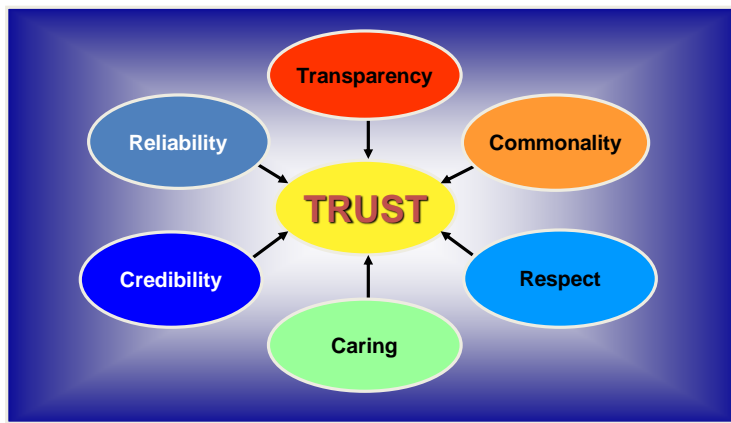 Transparency
Reliability
Commonality
TRUST
Credibility
Respect
Caring